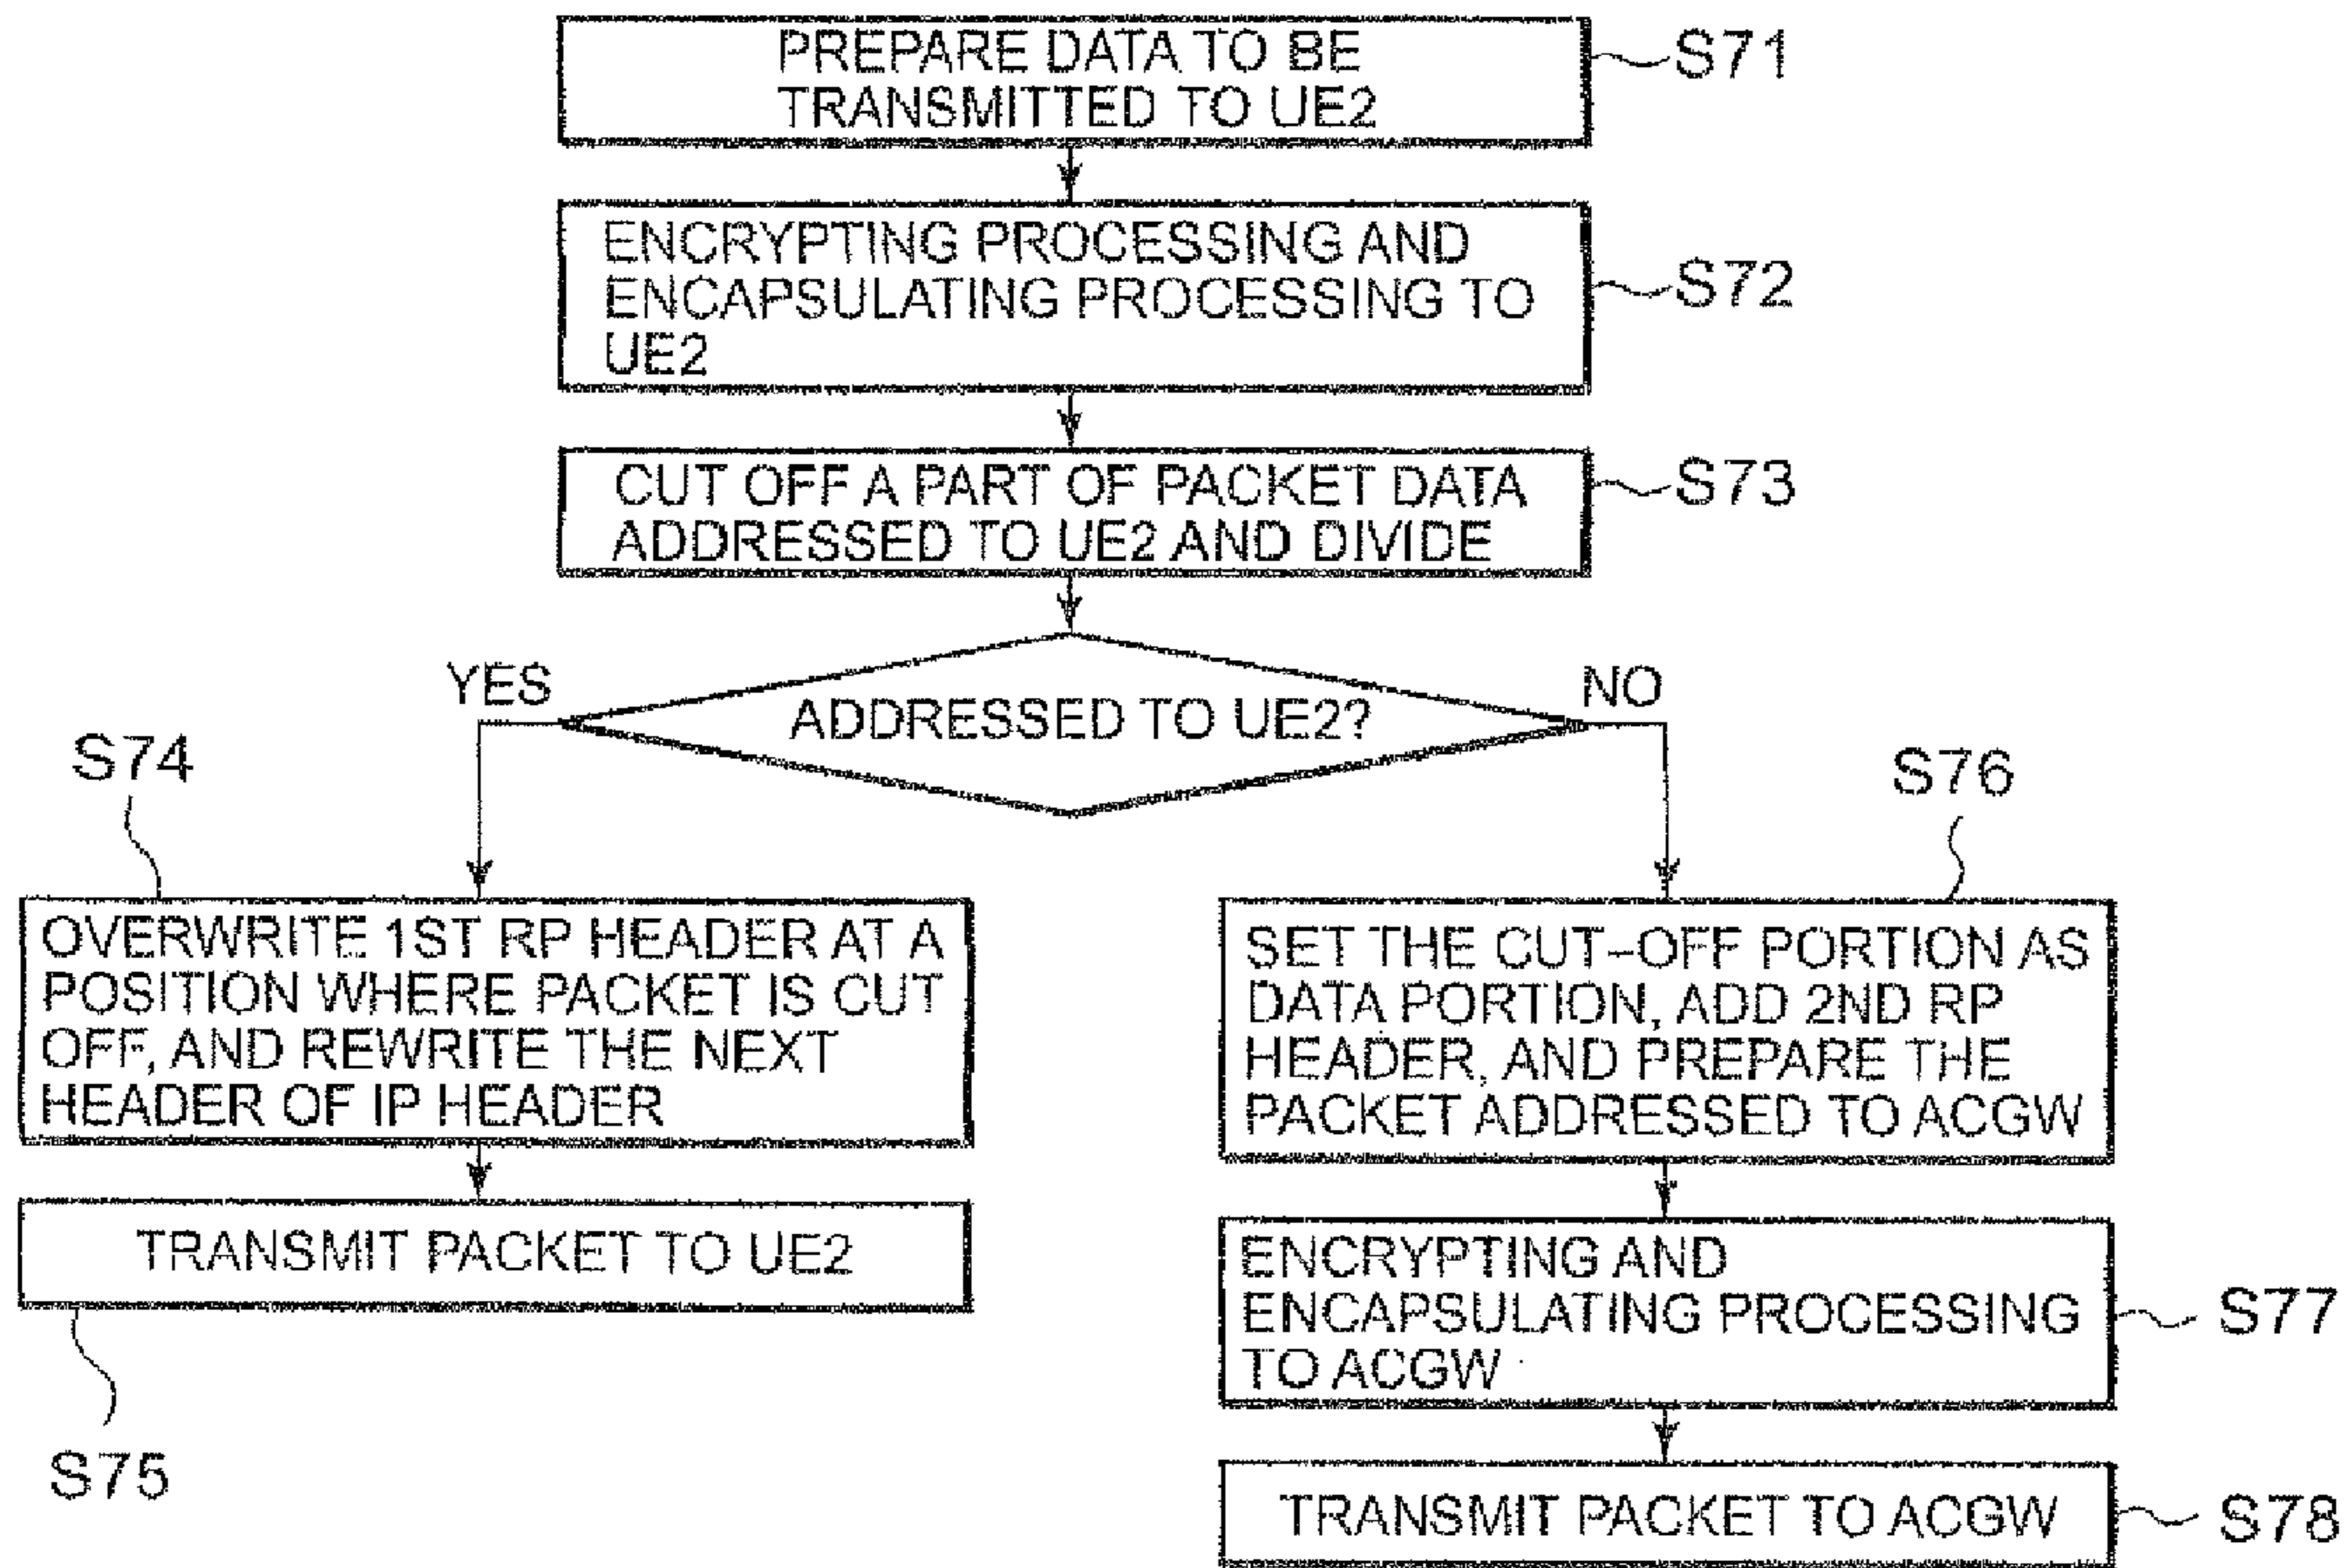 PREPARE DATA TO BE
TRANSMITTED TO UE2
S71
ENCRYPTING PROCESSING AND
ENCAPSULATING PROCESSING TO
UE2
S72
CUT OFF A PART OF PACKET DATA
ADDRESSED TO UE2 AND DIVIDE
S73
ADDRESSED TO UE2?
YES
NO
S74
OVERWRITE 1ST RP HEADER AT A
POSITION WHERE PACKET IS CUT
OFF, AND REWRITE THE NEXT
HEADER OF IP HEADER
TRANSMIT PACKET TO UE2
S75
S76
SET THE CUT-OFF PORTION AS
DATA PORTION, ADD 2ND RP
HEADER, AND PREPARE THE
PACKET ADDRESSED TO ACGW
ENCRYPTING AND
ENCAPSULATING PROCESSING
TO ACGW
S77
TRANSMIT PACKET TO ACGW
S78